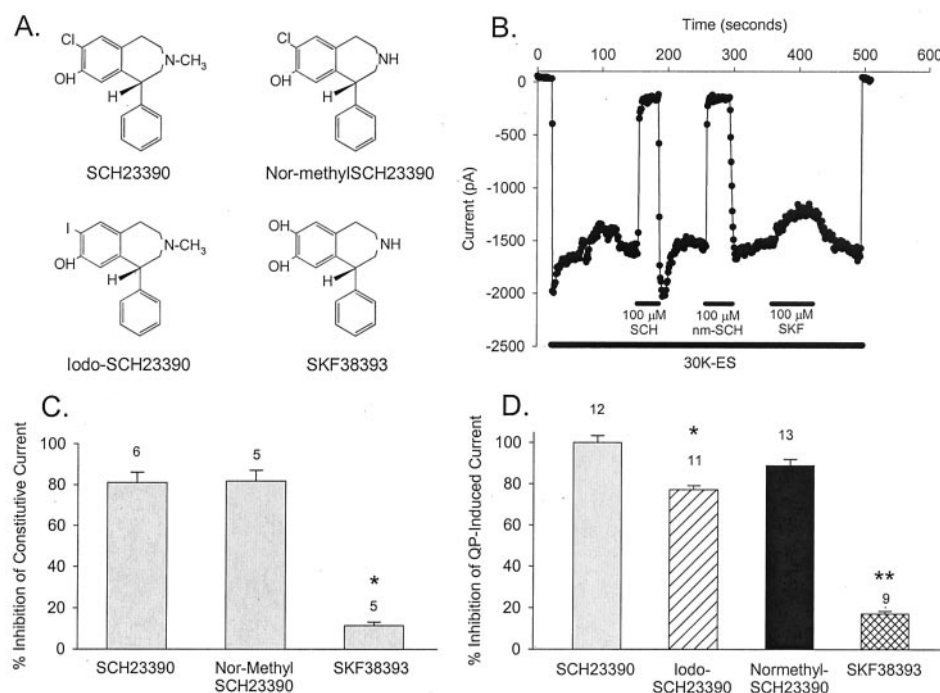 A.
Cl
OH
N-CH3
H
SCH23390
Cl
OH
NH
H
Nor-methylSCH23390
I
OH
N-CH3
H
Iodo-SCH23390
OH
OH
NH
H
SKF38393
B.
Time (seconds)
0 100 200 300 400 500 600
Current (pA)
0
-500
-1000
-1500
-2000
-2500
100 µM
SCH
100 µM
nm-SCH
100 µM
SKF
30K-ES
C.
% Inhibition of Constitutive Current
100
80
60
40
20
0
6
5
*
5
SCH23390
Nor-Methyl
SCH23390
SKF38393
D.
% Inhibition of QP-Induced Current
100
80
60
40
20
0
12
*
11
13
**
9
SCH23390
Iodo-
SCH23390
Normethyl-
SCH23390
SKF38393